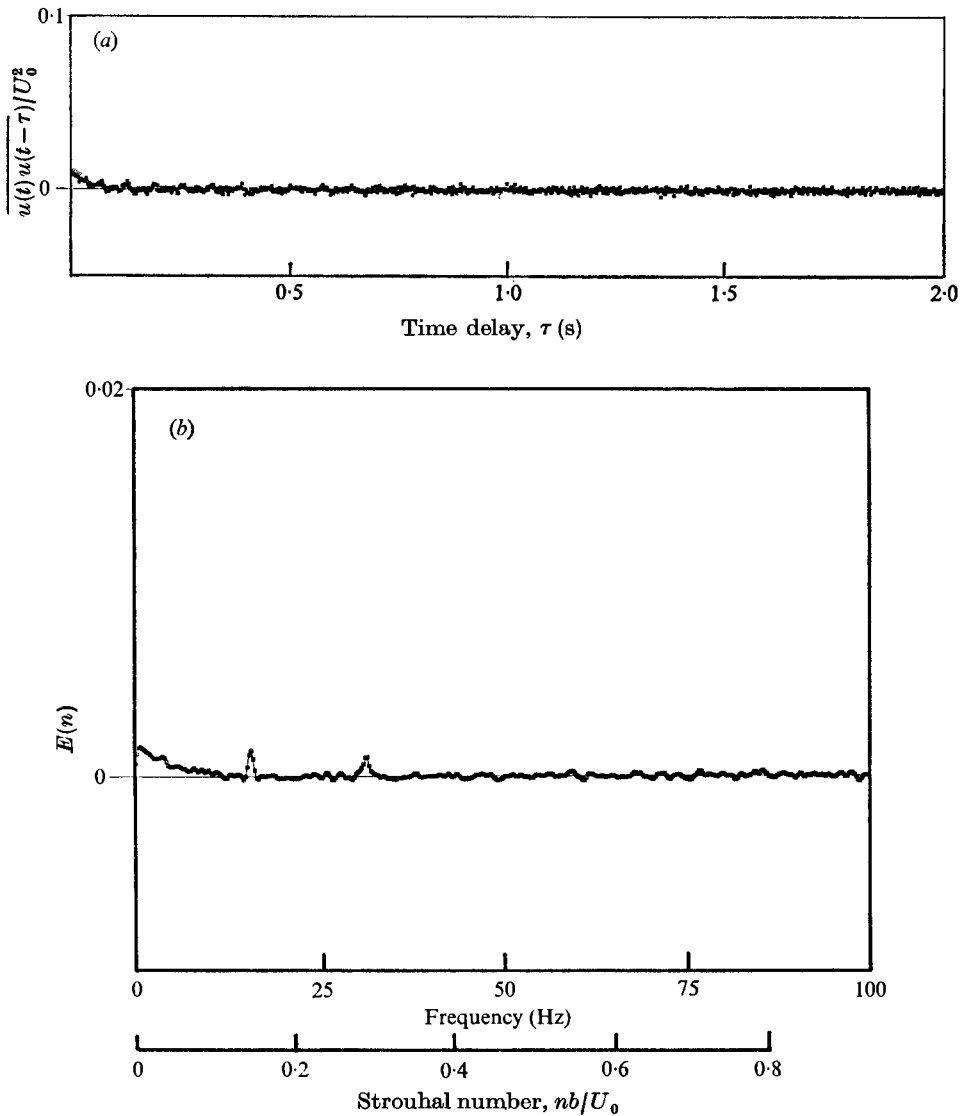 0·1
(a)
u(t) u(t−τ)/U₀²
0
0·5 1·0 1·5 2·0
Time delay, τ (s)
0·02
(b)
E(n)
0
0 25 50 75 100
Frequency (Hz)
0 0·2 0·4 0·6 0·8
Strouhal number, nb/U₀